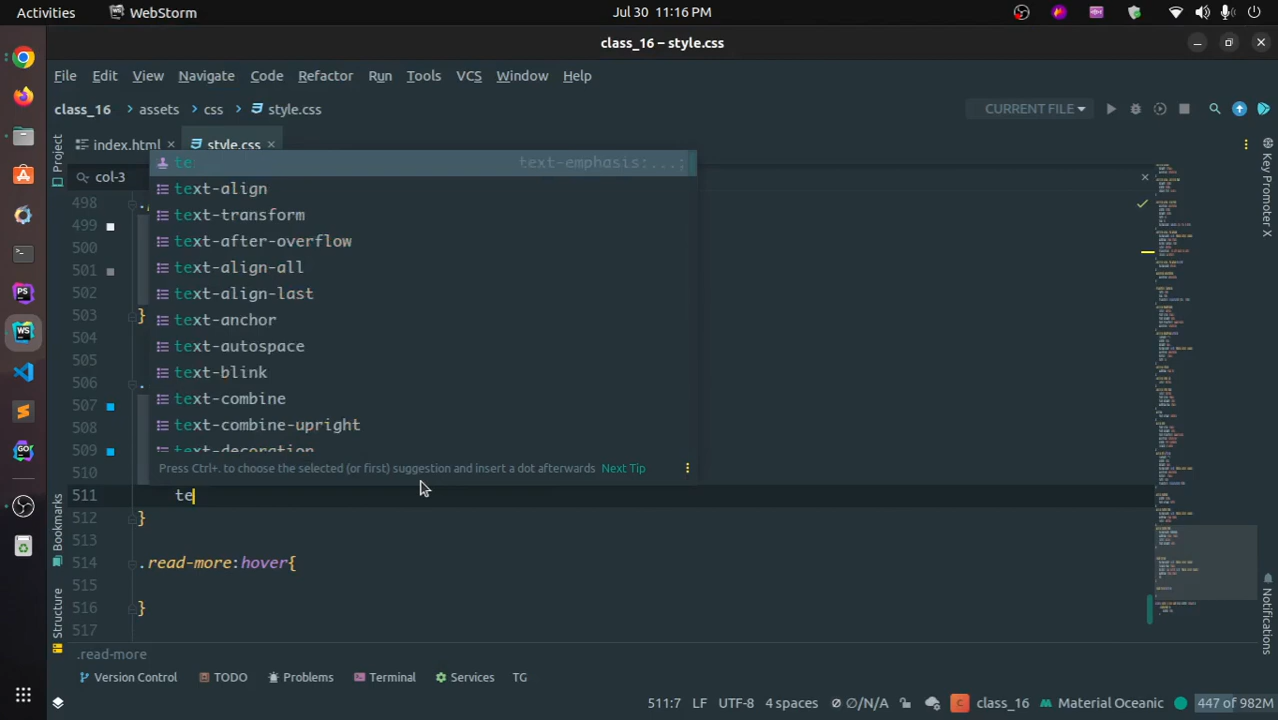 Activities WebStorm Jul 30 11:16 PM
class_16 – style.css
File Edit View Navigate Code Refactor Run Tools VCS Window Help
class_16 assets css style.css CURRENT FILE
Project index.html style.css Key Promoter X
te text-emphasis:...;
col-3
text-align
498 .
text-transform
499
text-after-overflow
500
text-align-all
501
text-align-last
502
503 }
text-anchor
504
text-autospace
505
text-blink
506 .
text-combine
507
text-combine-upright
508
text-decoration
509
Press Ctrl+. to choose the selected (or first) suggestion and insert a dot afterwards Next Tip
510
511 te
512 }
513
514 .read-more:hover{
515
516 }
517
Bookmarks
Structure
Notifications
.read-more
Version Control TODO Problems Terminal Services TG
511:7 LF UTF-8 4 spaces ∅/N/A C class_16 Material Oceanic 447 of 982M